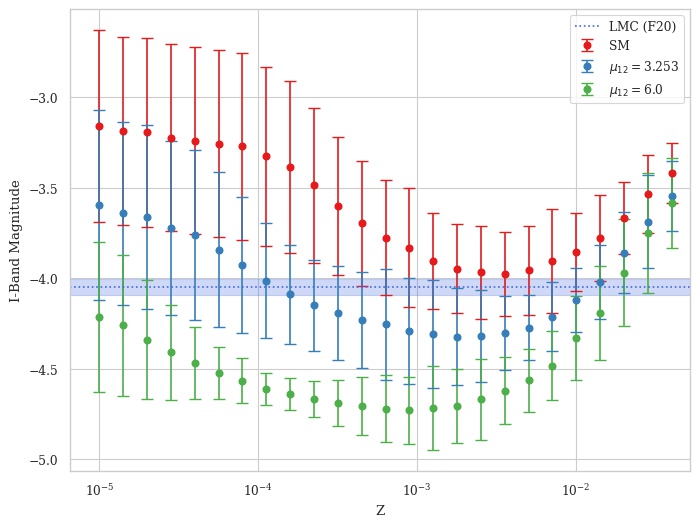 LMC (F20)
SM
μ₁₂ = 3.253
μ₁₂ = 6.0
I-Band Magnitude
−3.0
−3.5
−4.0
−4.5
−5.0
10⁻⁵
10⁻⁴
10⁻³
10⁻²
Z